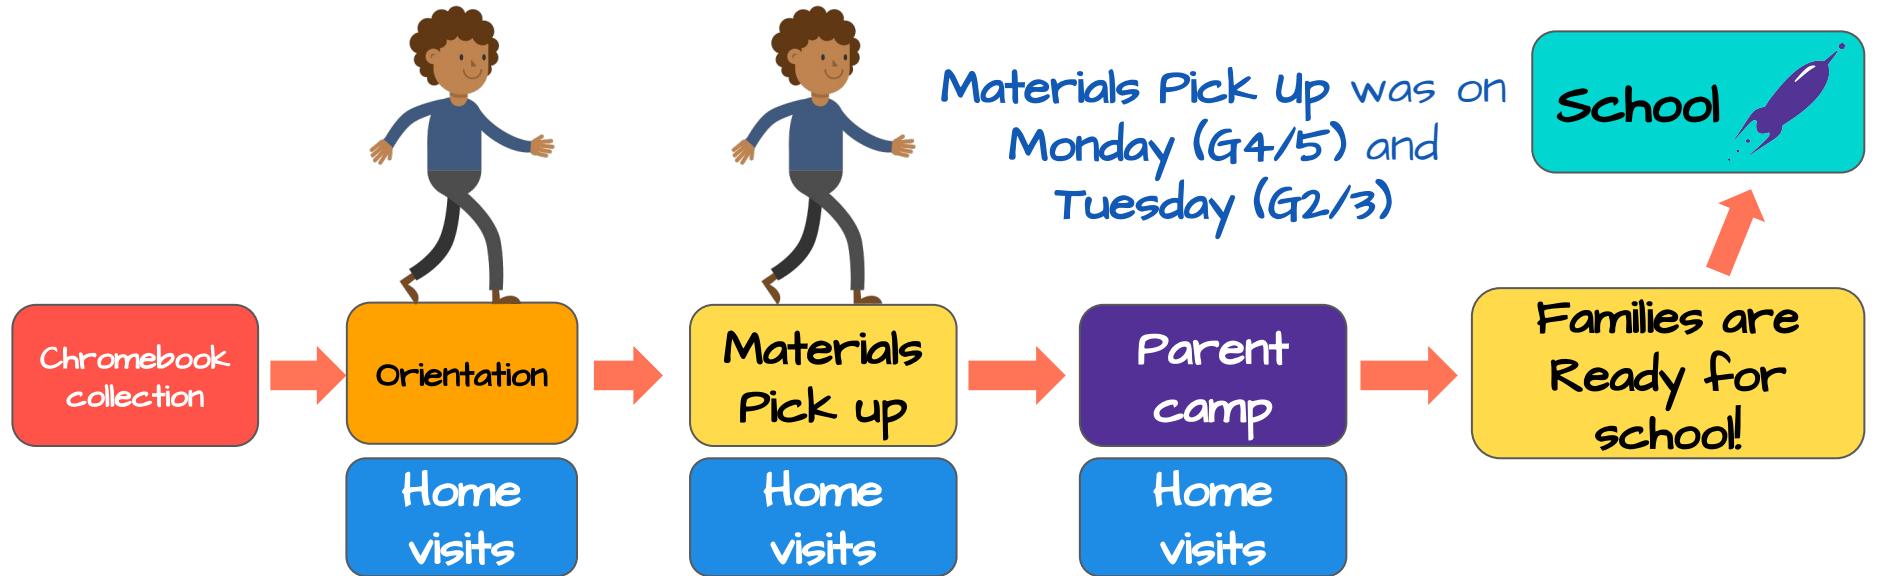 Materials Pick Up was on
Monday (G4/5) and
Tuesday (G2/3)
School
Chromebook
collection
Orientation
Materials
Pick up
Parent
camp
Families are
Ready for
school!
Home
visits
Home
visits
Home
visits